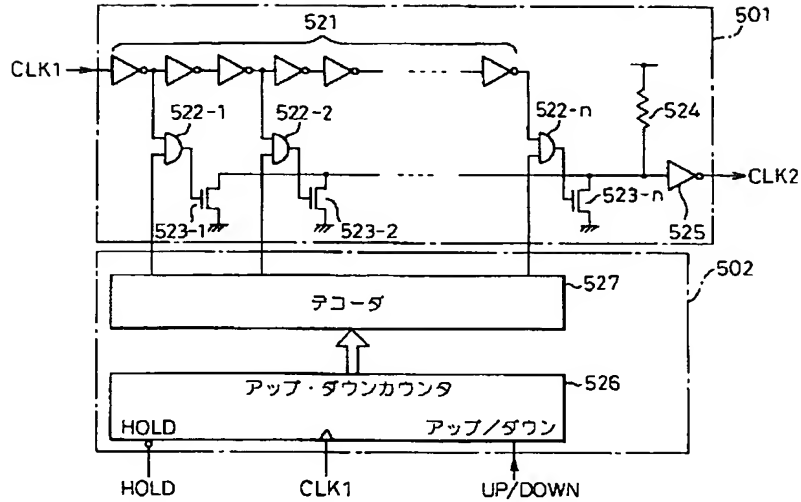 521
501
CLK1
522-1
522-2
522-n
524
CLK2
523-1
523-2
523-n
525
502
527
テコーダ
アップ・ダウンカウンタ
526
HOLD
アップ/ダウン
HOLD
CLK1
UP/DOWN